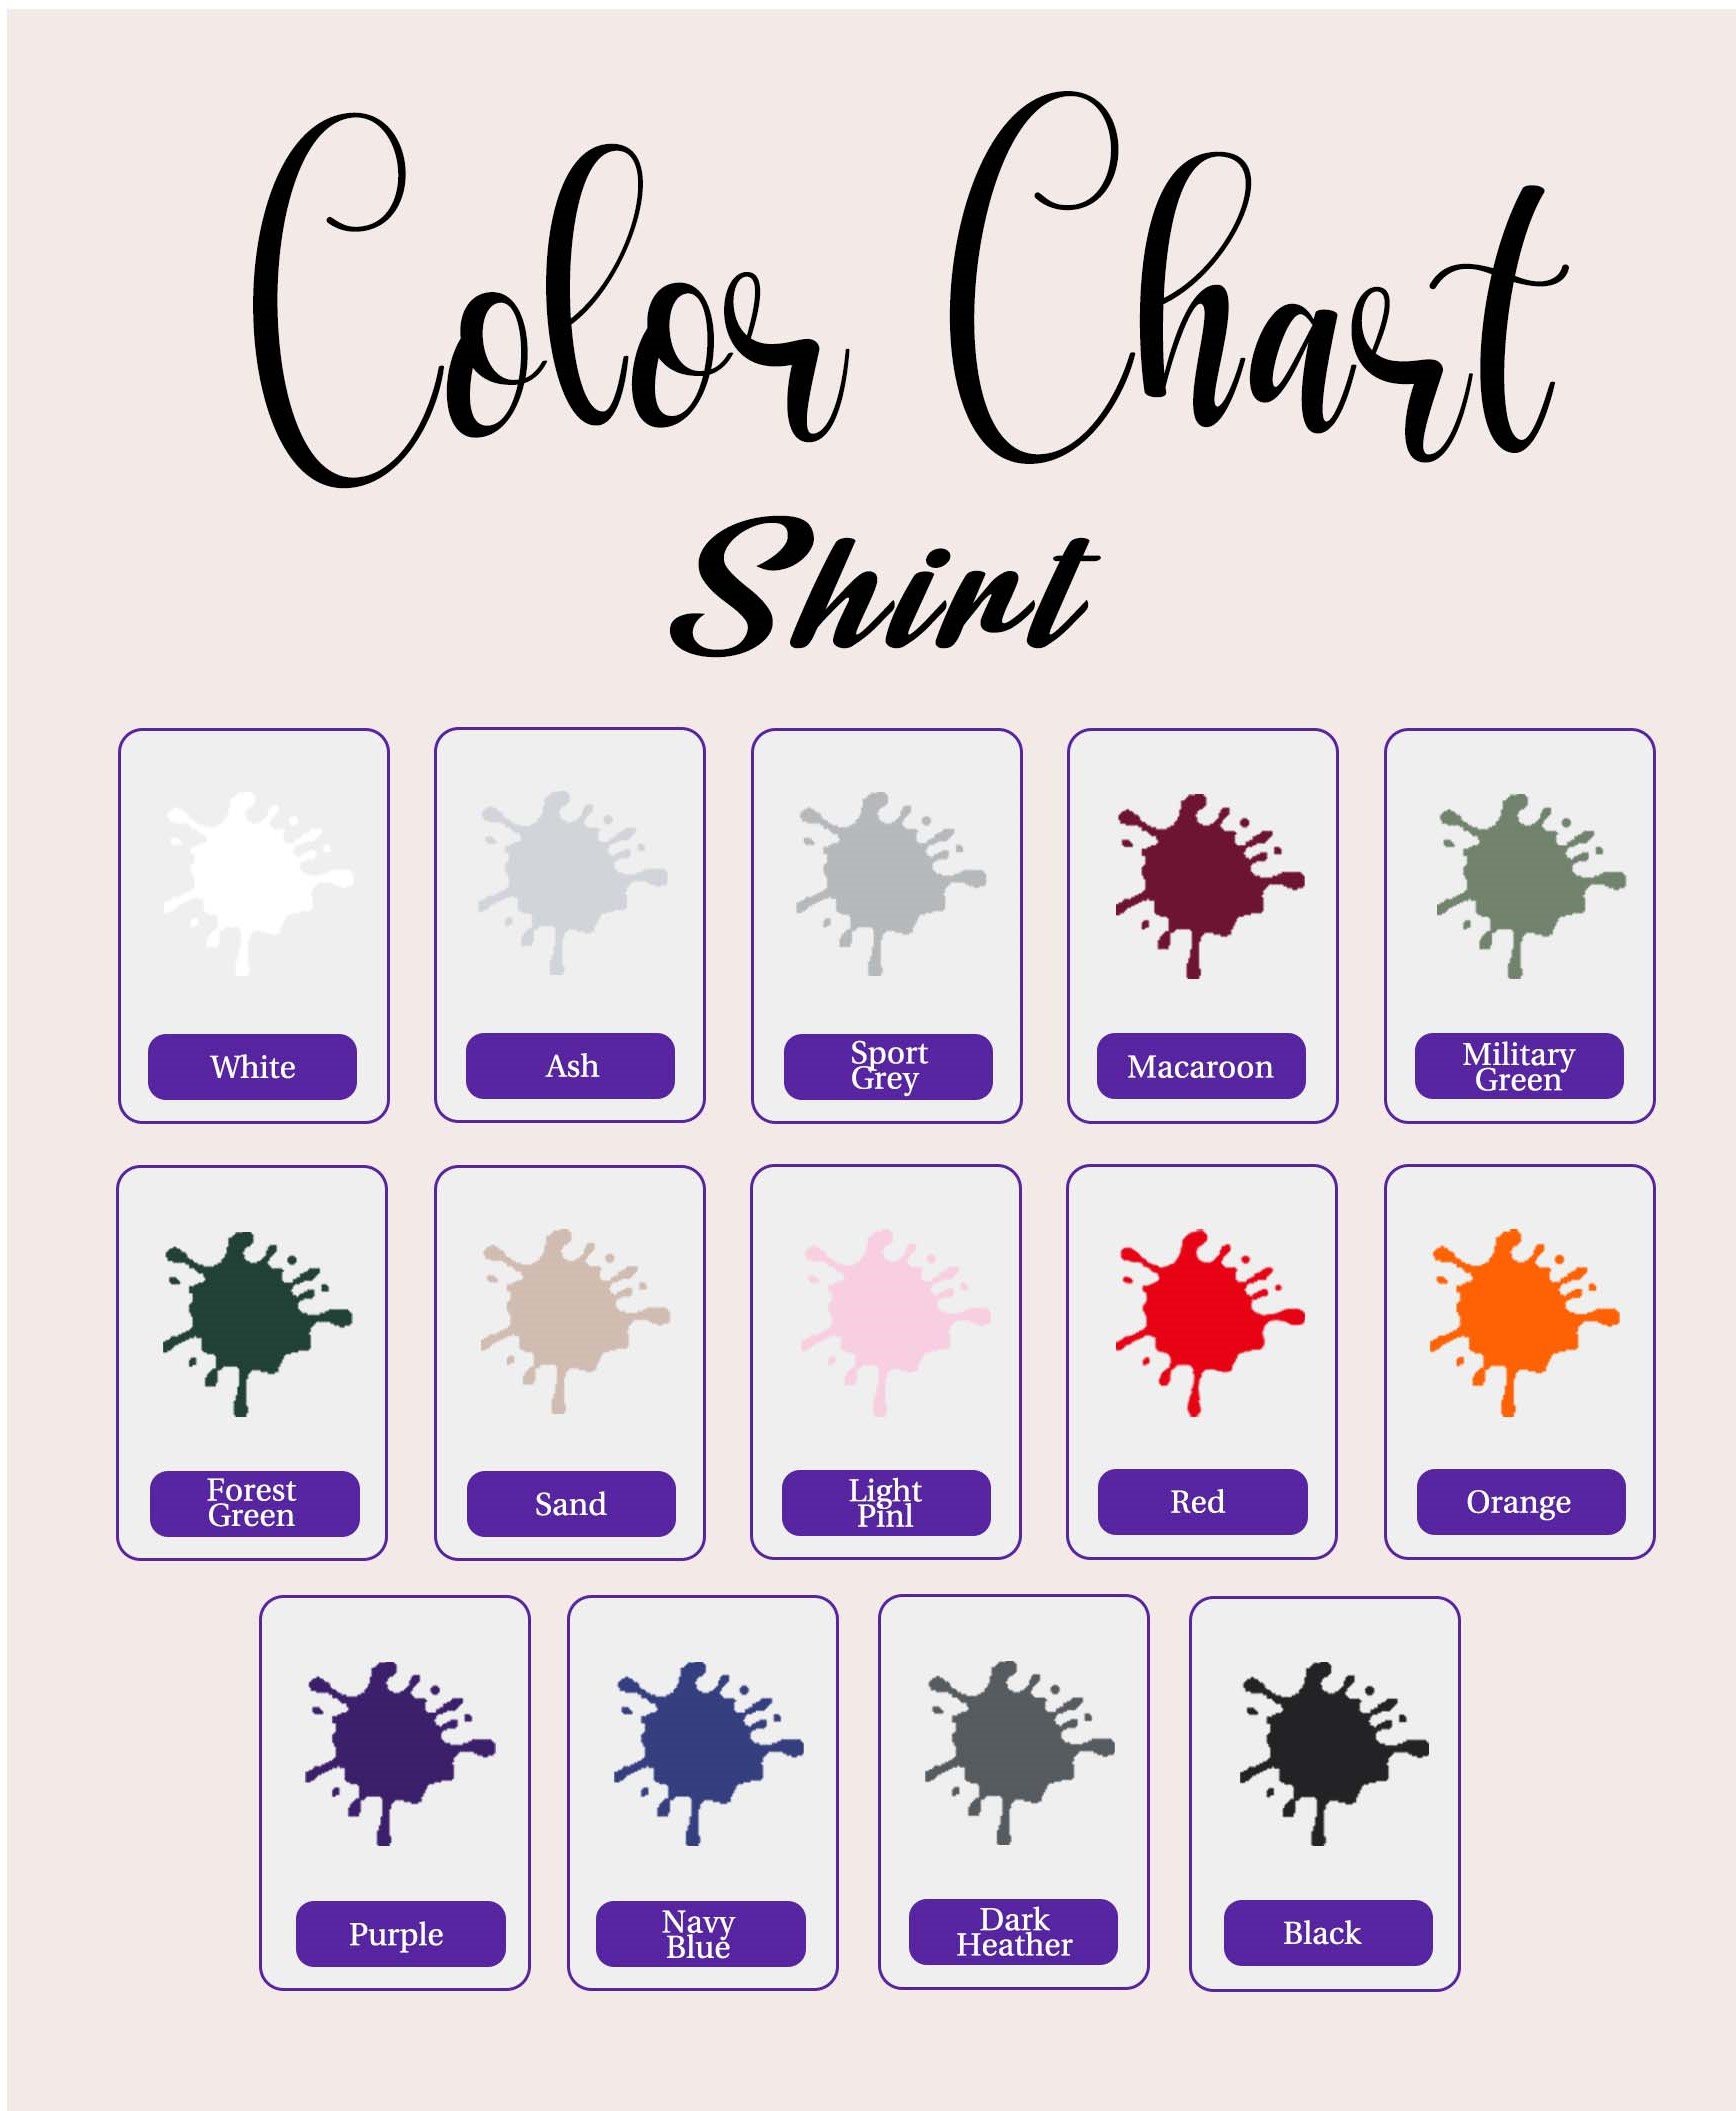 Color Chart
Shirt
White
Ash
Sport
Grey
Macaroon
Military
Green
Forest
Green
Sand
Light
Pinl
Red
Orange
Purple
Navy
Blue
Dark
Heather
Black